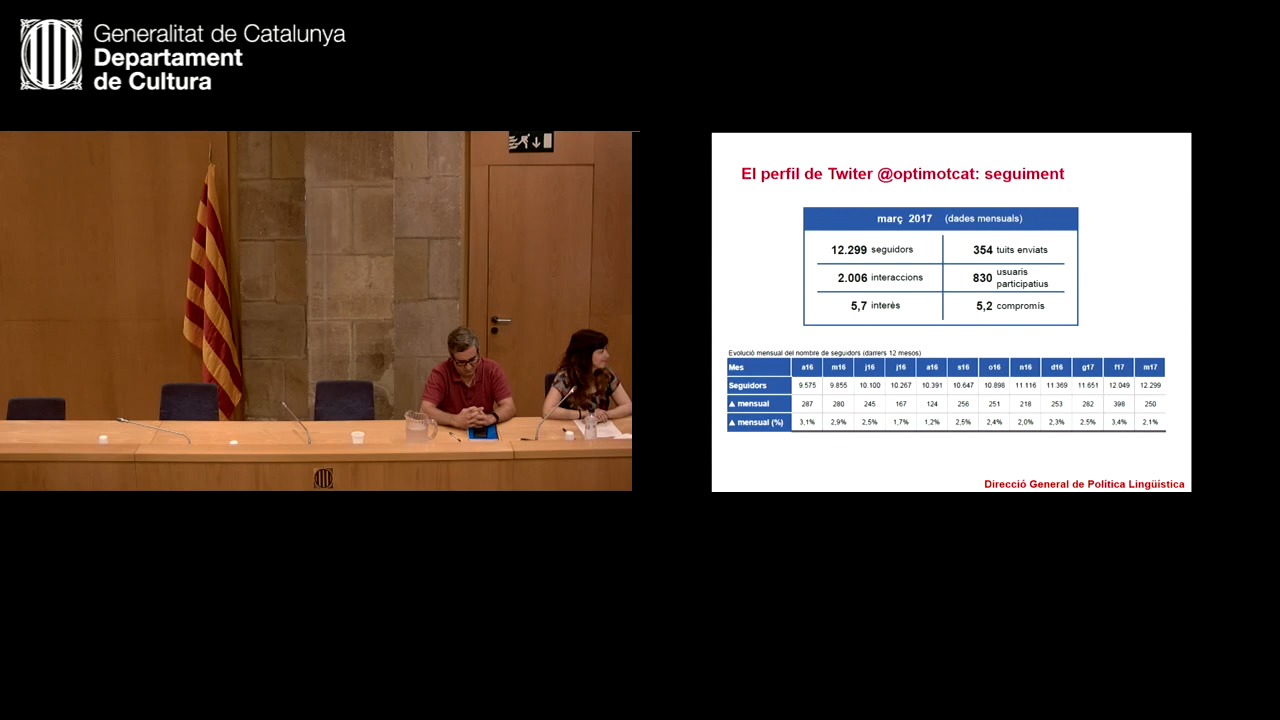 Generalitat de Catalunya
Departament
de Cultura
El perfil de Twiter @optimotcat: seguiment
març 2017 (dades mensuals)
12.299 seguidors 354 tuits enviats
2.006 interaccions 830 usuaris participatius
5,7 interès 5,2 compromís
Evolució mensual del nombre de seguidors (darrers 12 mesos)
Mes a16 m16 j16 j16 a16 s16 o16 n16 d16 g17 f17 m17
Seguidors 9.575 9.855 10.100 10.267 10.391 10.647 10.898 11.116 11.369 11.651 12.049 12.299
▲ mensual 287 280 245 167 124 256 251 218 253 282 398 250
▲ mensual (%) 3,1% 2,9% 2,5% 1,7% 1,2% 2,5% 2,4% 2,0% 2,3% 2,5% 3,4% 2,1%
Direcció General de Política Lingüística